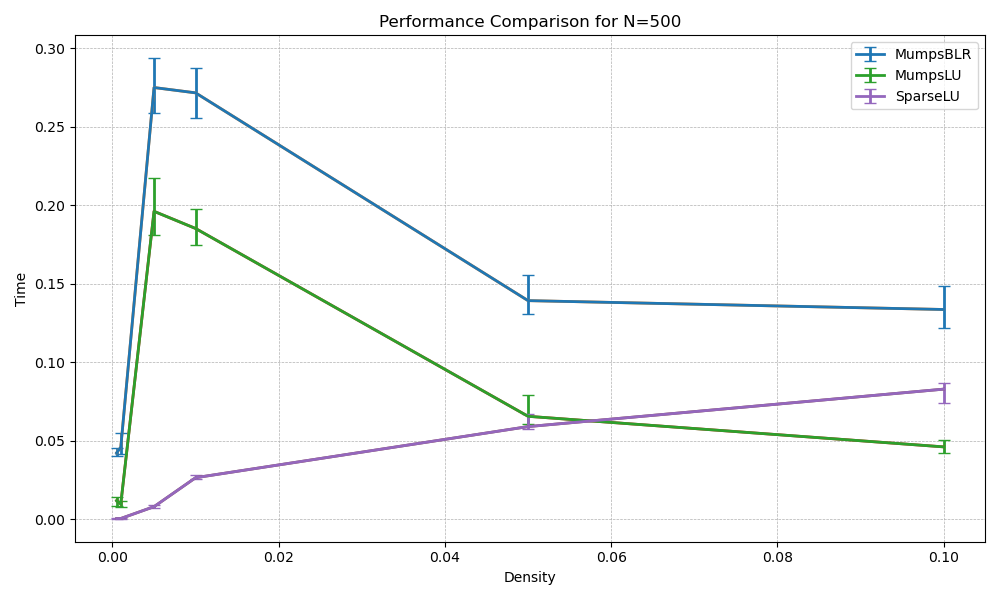 Performance Comparison for N=500
MumpsBLR
MumpsLU
SparseLU
Time
0.30
0.25
0.20
0.15
0.10
0.05
0.00
0.00 0.02 0.04 0.06 0.08 0.10
Density